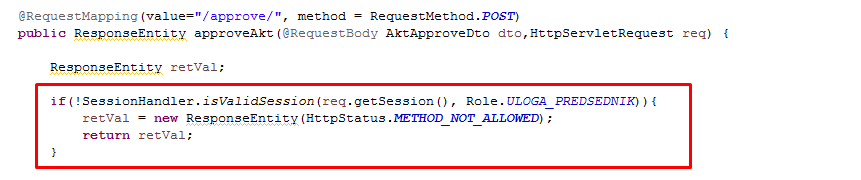 @RequestMapping(value="/approve/", method = RequestMethod.POST)
public ResponseEntity approveAkt(@RequestBody AktApproveDto dto,HttpServletRequest req) {
ResponseEntity retVal;
if(!SessionHandler.isValidSession(req.getSession(), Role.ULOGA_PREDSEDNIK)){
retVal = new ResponseEntity(HttpStatus.METHOD_NOT_ALLOWED);
return retVal;
}